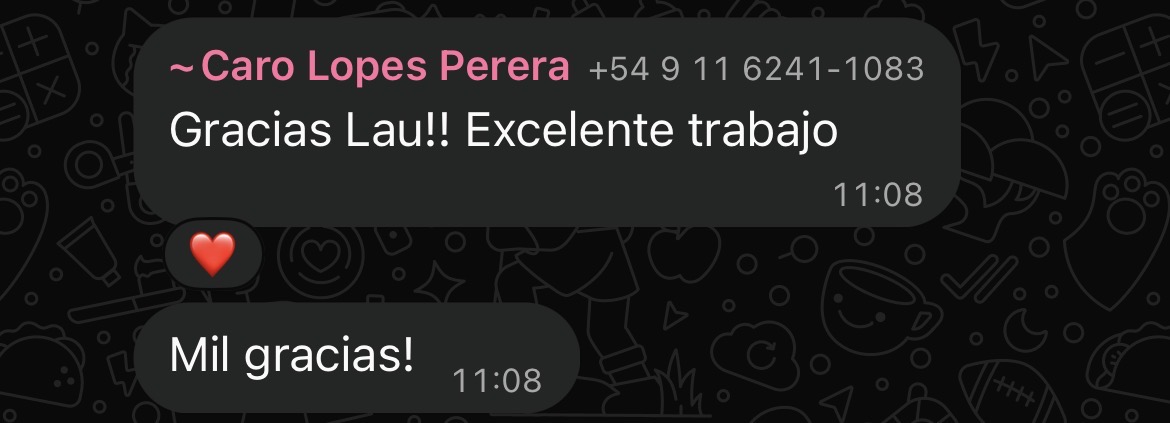 ~Caro Lopes Perera +54 9 11 6241-1083
Gracias Lau!! Excelente trabajo
11:08
❤️
Mil gracias! 11:08